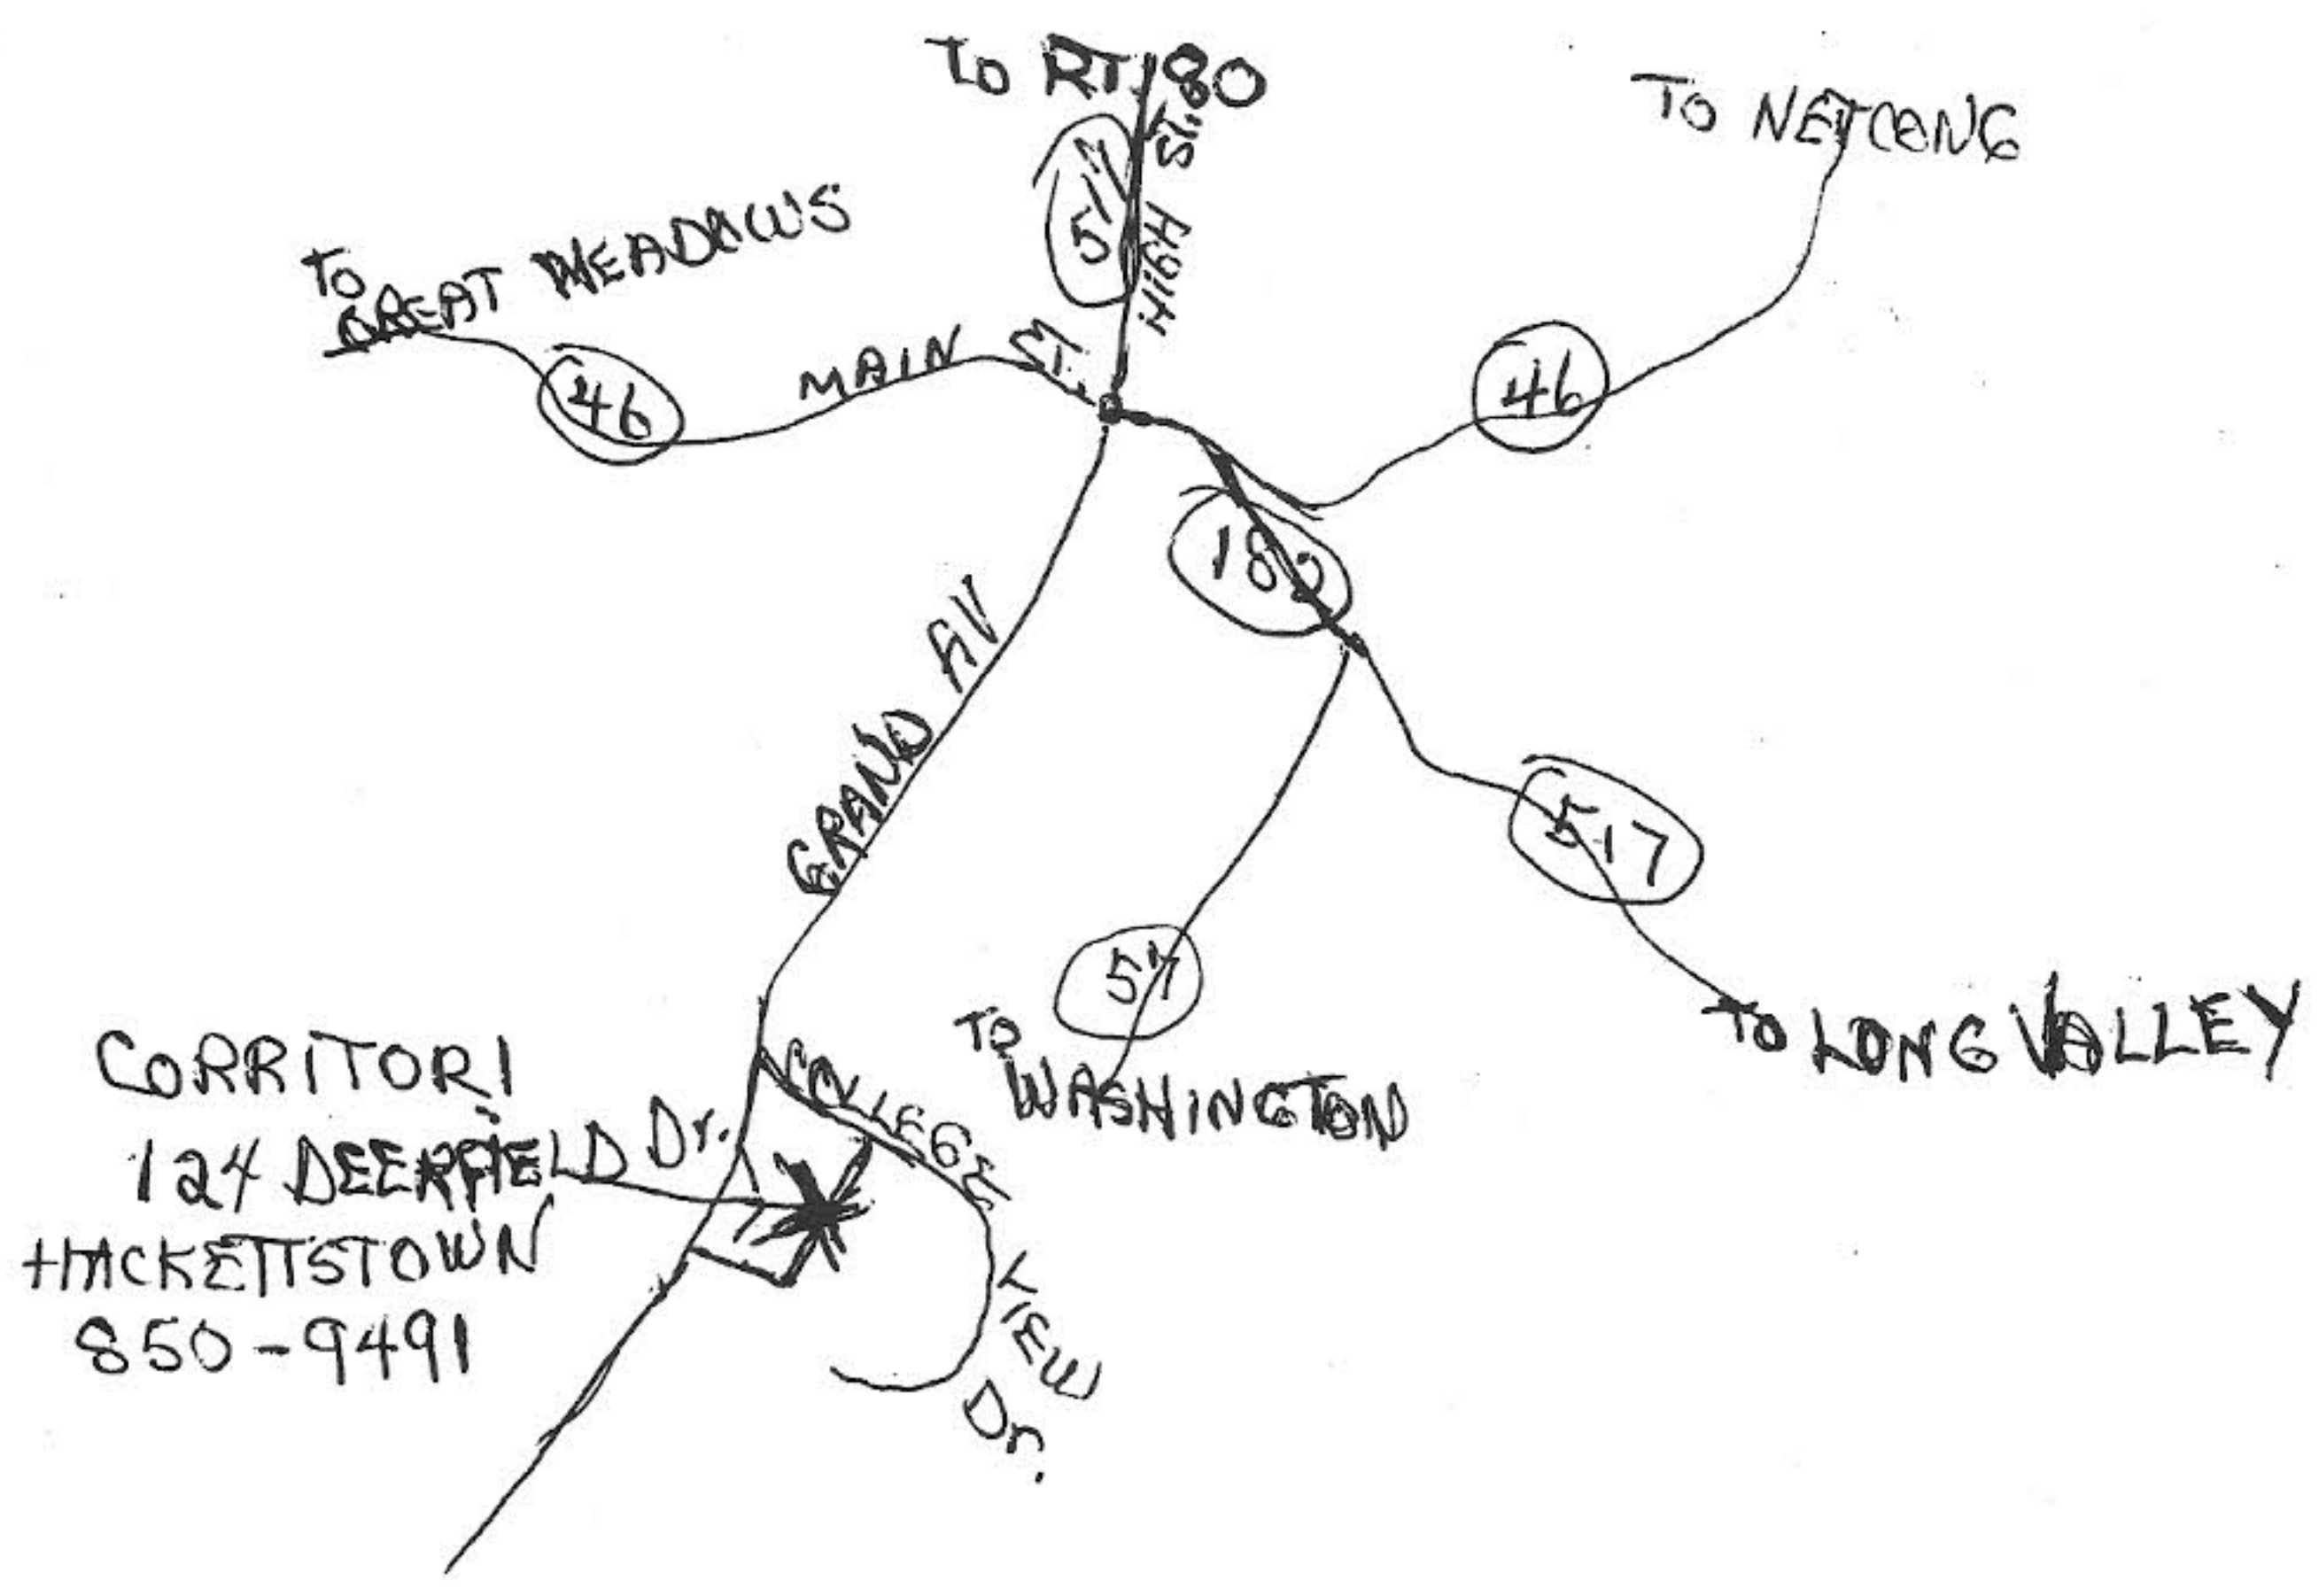 To RT. 80
TO NETCONG
517
HIGH ST.
To
GREAT MEADOWS
46
MAIN ST.
46
182
GRAND AV
517
57
To
WASHINGTON
To LONG VALLEY
CORRITORI
124 DEERFIELD Dr.
HACKETTSTOWN
850-9491
COLLEGE VIEW Dr.